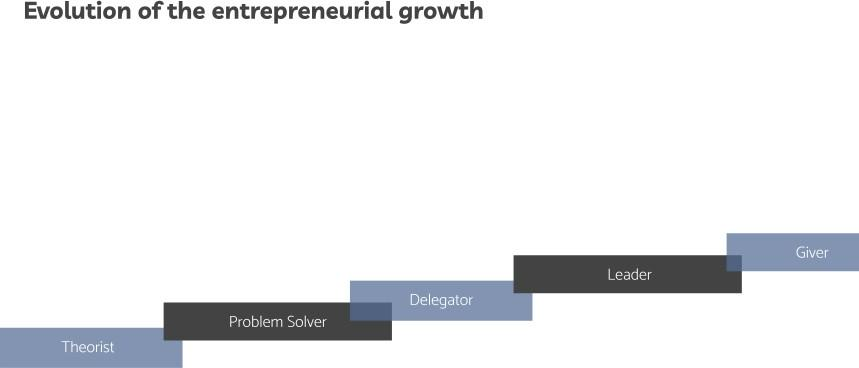 Evolution of the entrepreneurial growth
Giver
Leader
Delegator
Problem Solver
Theorist